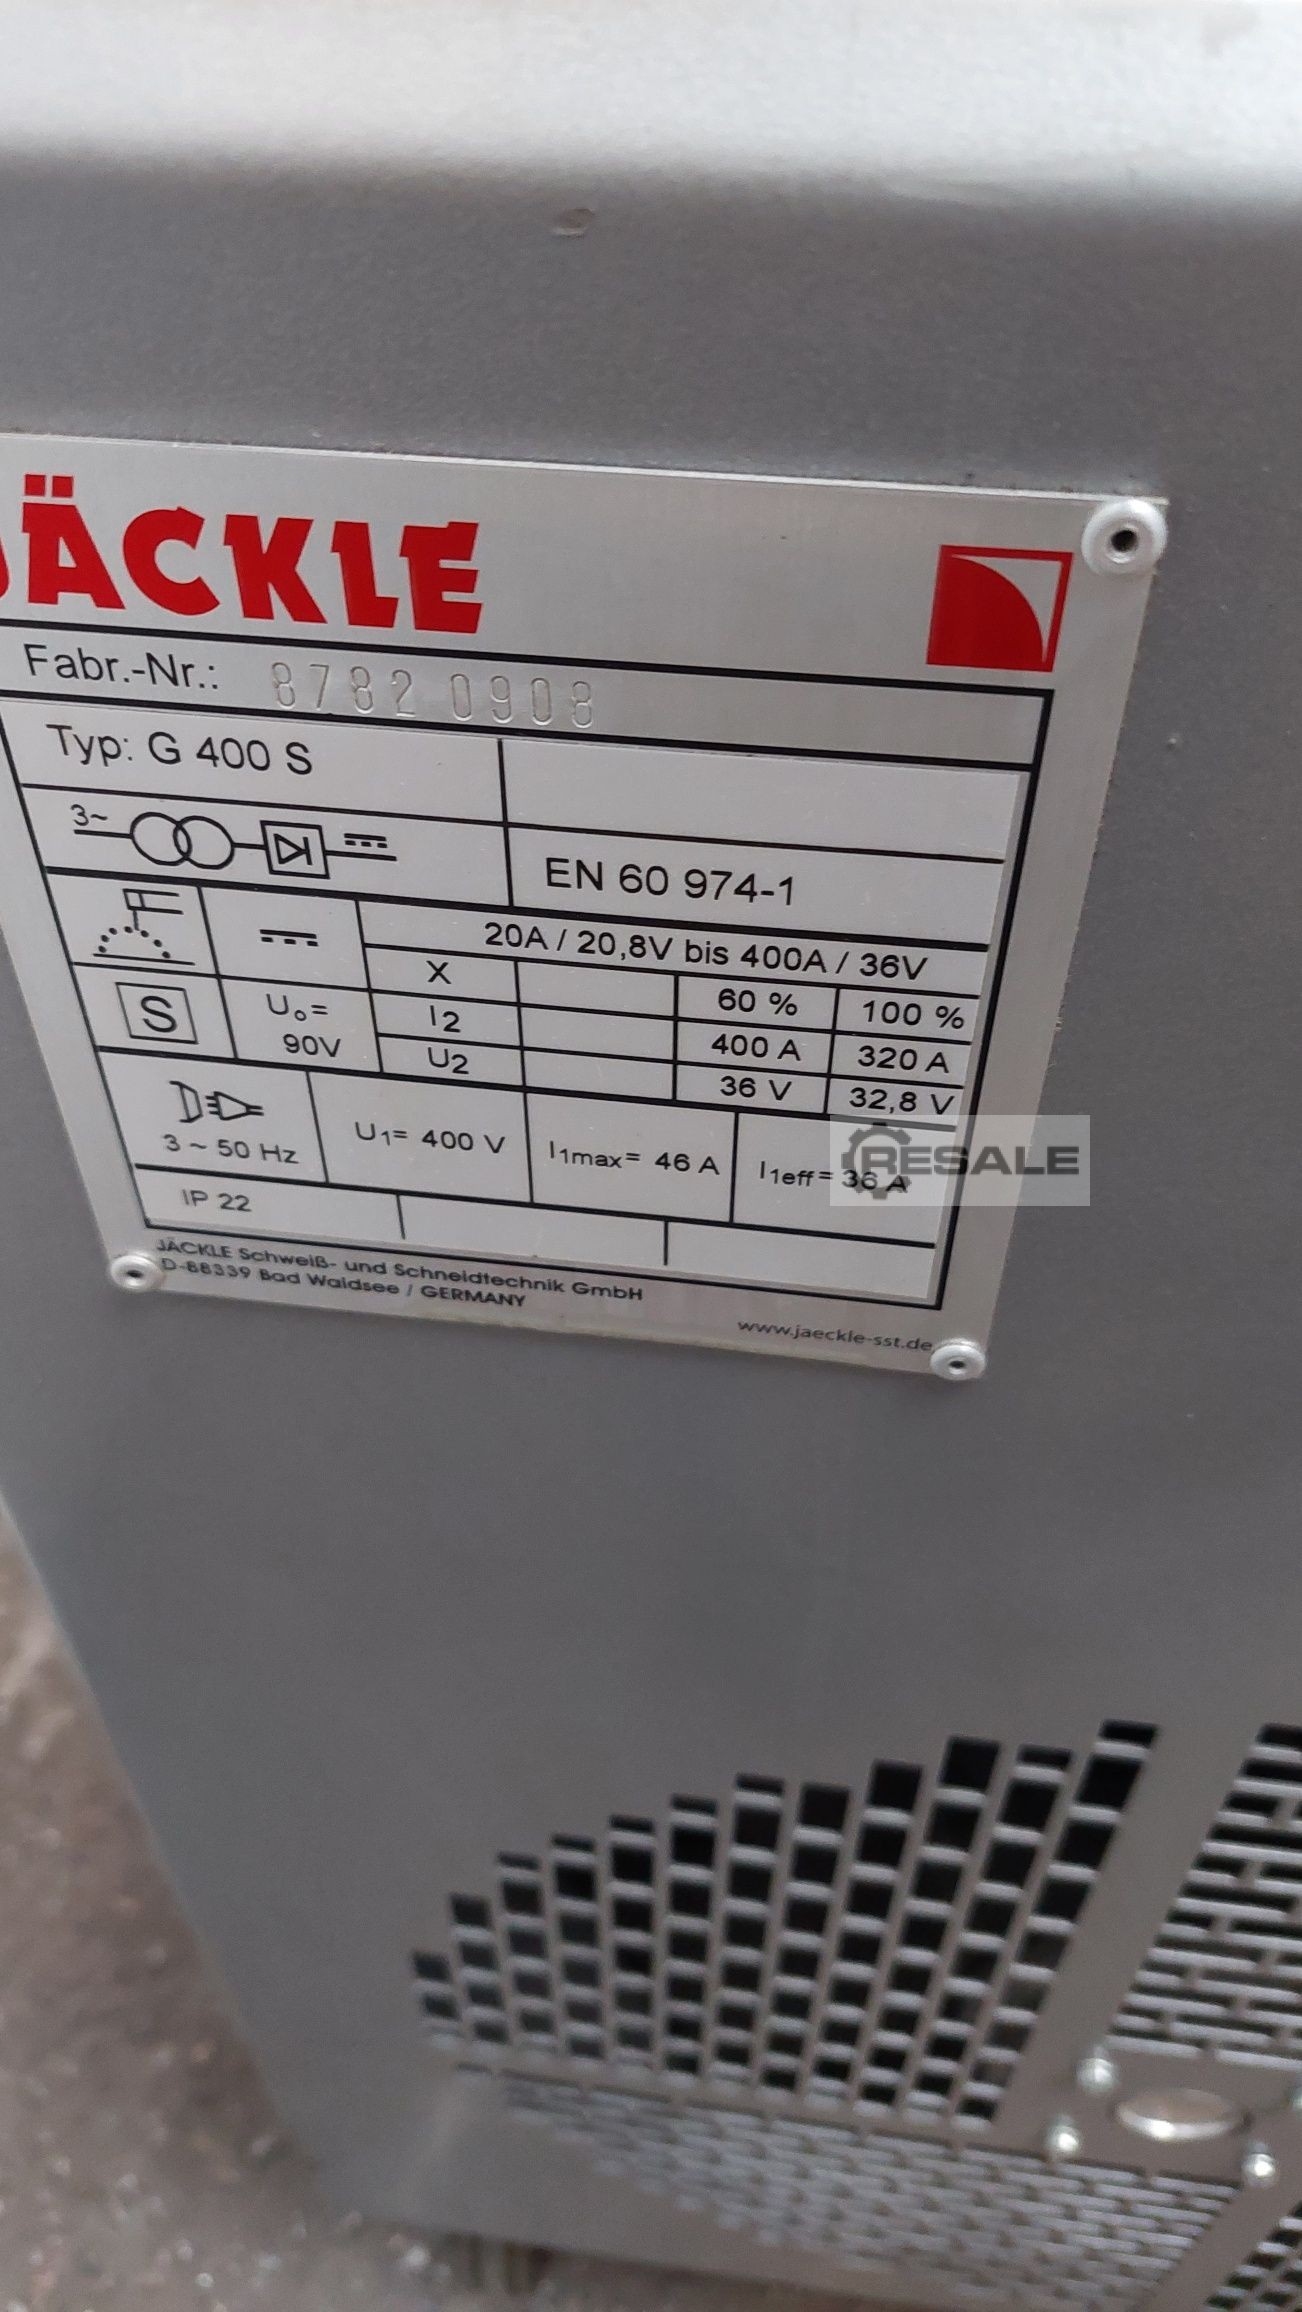 JÄCKLE
Fabr.-Nr.: 8782 0908
Typ: G 400 S
3~
EN 60 974-1
20A / 20,8V bis 400A / 36V
X 60 % 100 %
S U₀= 90V
I2 400 A 320 A
U2 36 V 32,8 V
3 ~ 50 Hz U1= 400 V I1max= 46 A I1eff= 36 A
RESALE
IP 22
JÄCKLE Schweiß- und Schneidtechnik GmbH
D-88339 Bad Waldsee / GERMANY
www.jaeckle-sst.de